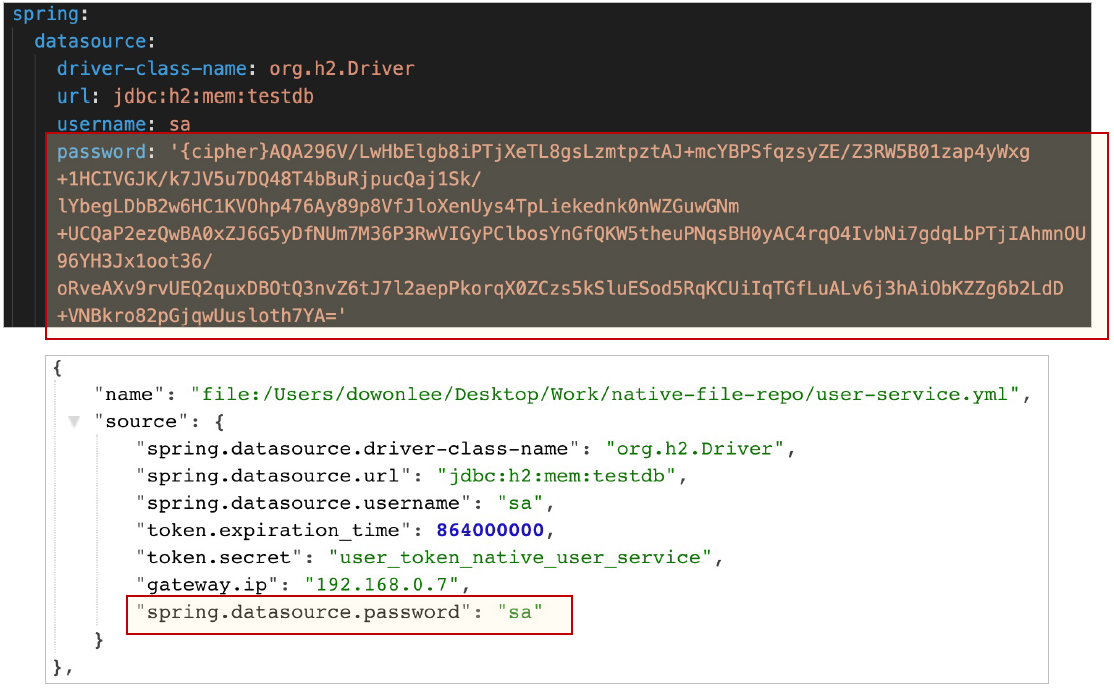 spring:
datasource:
driver-class-name: org.h2.Driver
url: jdbc:h2:mem:testdb
username: sa
password: '{cipher}AQA296V/LwHbElgb8iPTjXeTL8gsLzmtpztAJ+mcYBPSfqzsyZE/Z3RW5B01zap4yWxg
+1HCIVGJK/k7JV5u7DQ48T4bBuRjpucQaj1Sk/
lYbegLDbB2w6HC1KVOhp476Ay89p8VfJloXenUys4TpLiekednk0nWZGuwGNm
+UCQaP2ezQwBA0xZJ6G5yDfNUm7M36P3RwVIGyPClbosYnGfQKW5theuPNqsBH0yAC4rqO4IvbNi7gdqLbPTjIAhmnOU
96YH3Jx1oot36/
oRveAXv9rvUEQ2quxDBOtQ3nvZ6tJ7l2aepPkorqX0ZCzs5kSluESod5RqKCUiIqTGfLuALv6j3hAiObKZZg6b2LdD
+VNBkro82pGjqwUusloth7YA='
{
"name": "file:/Users/dowonlee/Desktop/Work/native-file-repo/user-service.yml",
"source": {
"spring.datasource.driver-class-name": "org.h2.Driver",
"spring.datasource.url": "jdbc:h2:mem:testdb",
"spring.datasource.username": "sa",
"token.expiration_time": 864000000,
"token.secret": "user_token_native_user_service",
"gateway.ip": "192.168.0.7",
"spring.datasource.password": "sa"
}
},